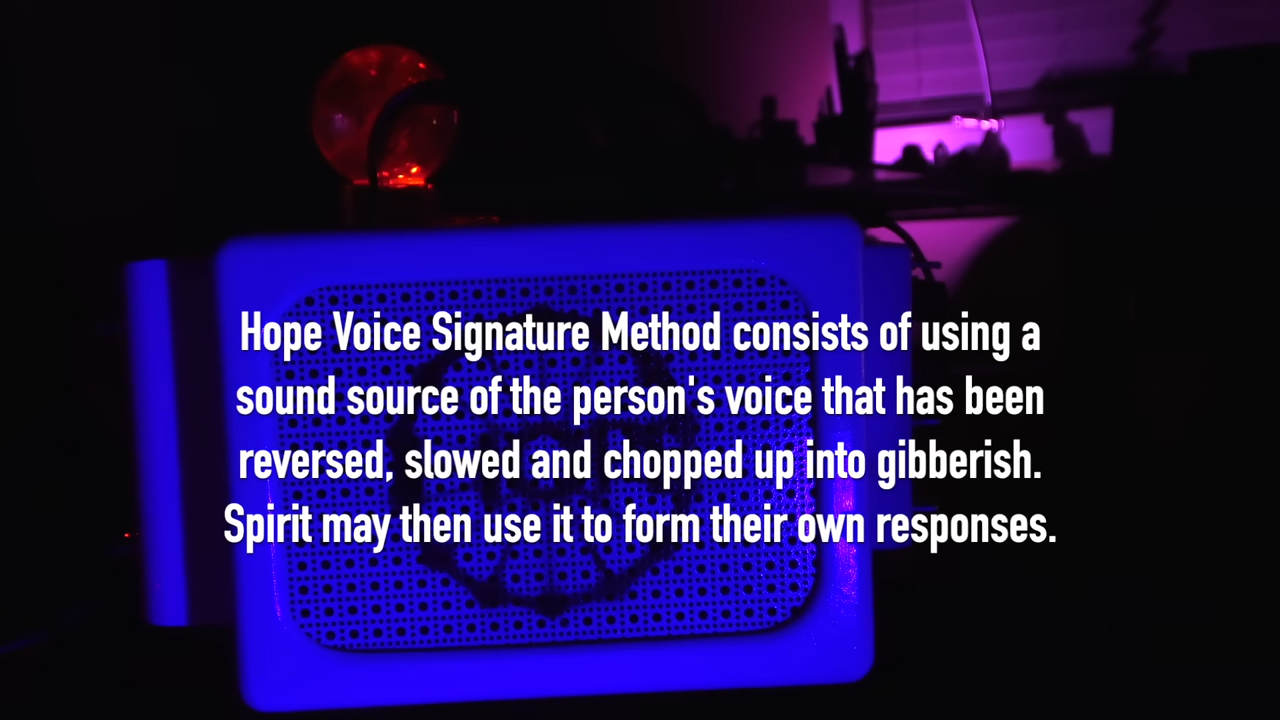 Hope Voice Signature Method consists of using a
sound source of the person's voice that has been
reversed, slowed and chopped up into gibberish.
Spirit may then use it to form their own responses.